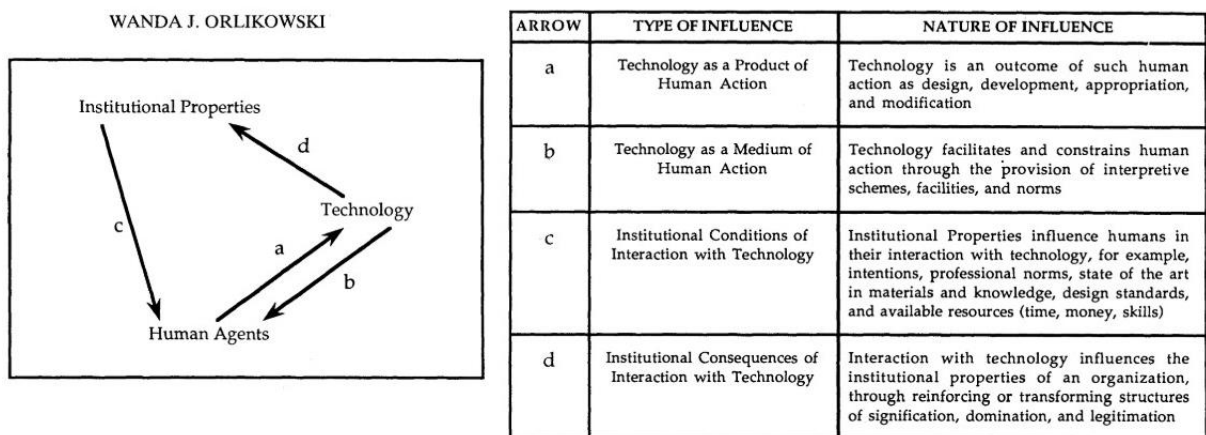 WANDA J. ORLIKOWSKI
Institutional Properties
d
Technology
c
a
b
Human Agents
ARROW TYPE OF INFLUENCE NATURE OF INFLUENCE
a
Technology as a Product of
Human Action
Technology is an outcome of such human
action as design, development, appropriation,
and modification
b
Technology as a Medium of
Human Action
Technology facilitates and constrains human
action through the provision of interpretive
schemes, facilities, and norms
c
Institutional Conditions of
Interaction with Technology
Institutional Properties influence humans in
their interaction with technology, for example,
intentions, professional norms, state of the art
in materials and knowledge, design standards,
and available resources (time, money, skills)
d
Institutional Consequences of
Interaction with Technology
Interaction with technology influences the
institutional properties of an organization,
through reinforcing or transforming structures
of signification, domination, and legitimation